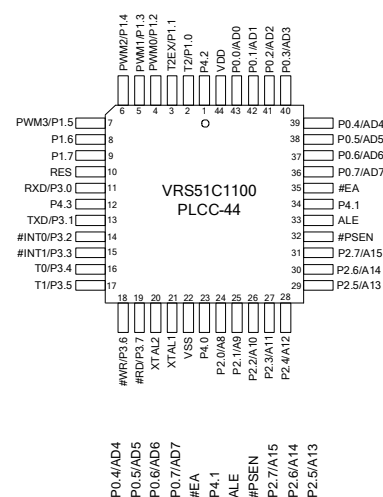 PWM2/P1.4
PWM1/P1.3
PWM0/P1.2
T2EX/P1.1
T2/P1.0
P4.2
VDD
P0.0/AD0
P0.1/AD1
P0.2/AD2
P0.3/AD3
6 5 4 3 2 1 44 43 42 41 40
PWM3/P1.5 7
P1.6 8
P1.7 9
RES 10
RXD/P3.0 11
P4.3 12
TXD/P3.1 13
#INT0/P3.2 14
#INT1/P3.3 15
T0/P3.4 16
T1/P3.5 17
VRS51C1100
PLCC-44
39 P0.4/AD4
38 P0.5/AD5
37 P0.6/AD6
36 P0.7/AD7
35 #EA
34 P4.1
33 ALE
32 #PSEN
31 P2.7/A15
30 P2.6/A14
29 P2.5/A13
18 19 20 21 22 23 24 25 26 27 28
#WR/P3.6
#RD/P3.7
XTAL2
XTAL1
VSS
P4.0
P2.0/A8
P2.1/A9
P2.2/A10
P2.3/A11
P2.4/A12
P0.4/AD4
P0.5/AD5
P0.6/AD6
P0.7/AD7
#EA
P4.1
ALE
#PSEN
P2.7/A15
P2.6/A14
P2.5/A13